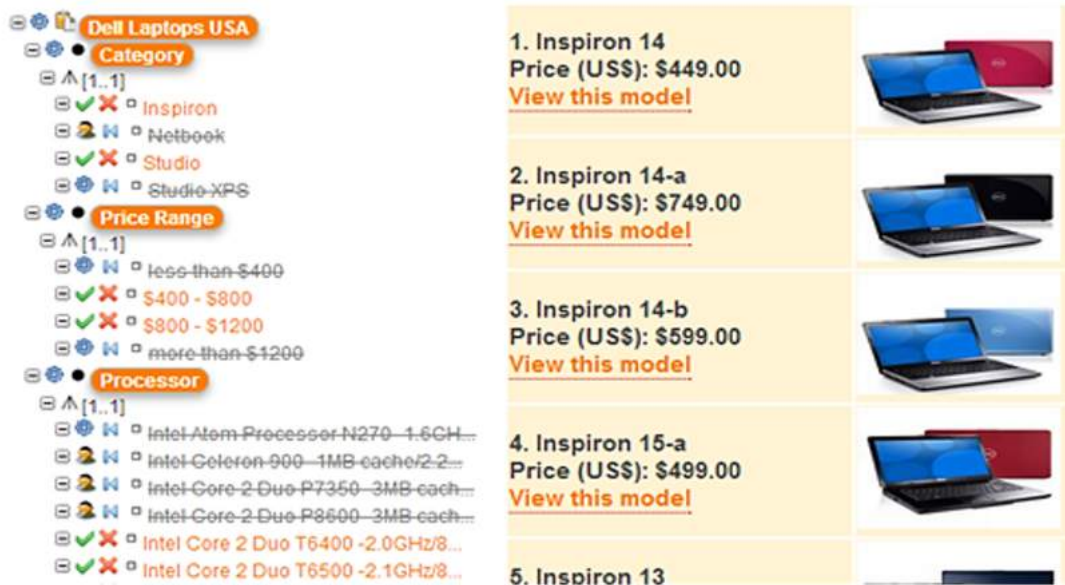 Dell Laptops USA
Category
[1..1]
Inspiron
Netbook
Studio
Studio XPS
Price Range
[1..1]
less than $400
$400 - $800
$800 - $1200
more than $1200
Processor
[1..1]
Intel Atom Processor N270 -1.6GH...
Intel Celeron 900 -1MB cache/2.2...
Intel Core 2 Duo P7350 -3MB cach...
Intel Core 2 Duo P8600 -3MB cach...
Intel Core 2 Duo T6400 -2.0GHz/8...
Intel Core 2 Duo T6500 -2.1GHz/8...
1. Inspiron 14
Price (US$): $449.00
View this model
2. Inspiron 14-a
Price (US$): $749.00
View this model
3. Inspiron 14-b
Price (US$): $599.00
View this model
4. Inspiron 15-a
Price (US$): $499.00
View this model
5. Inspiron 13